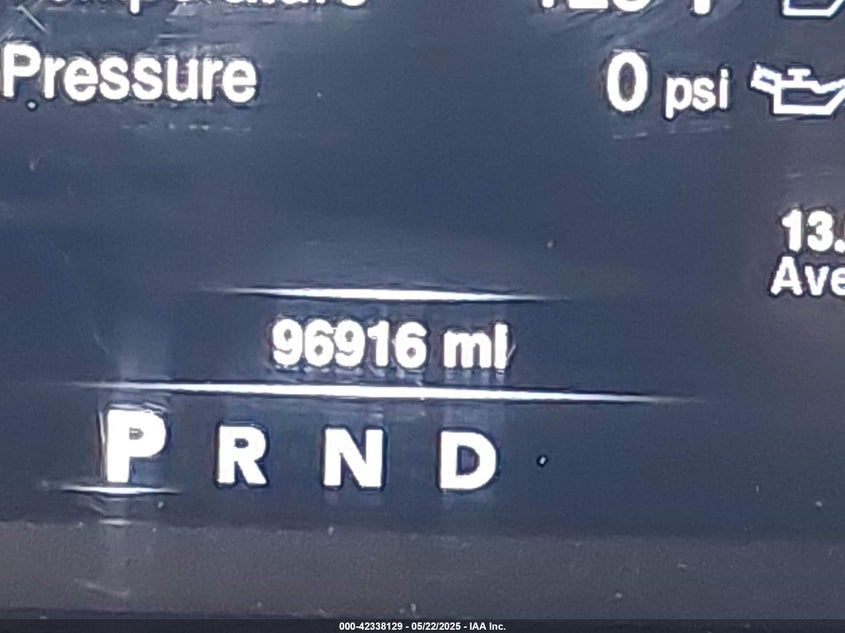 Pressure 0 psi
13.
Ave
96916 mi
P R N D
000-42338129 - 05/22/2025 - IAA Inc.